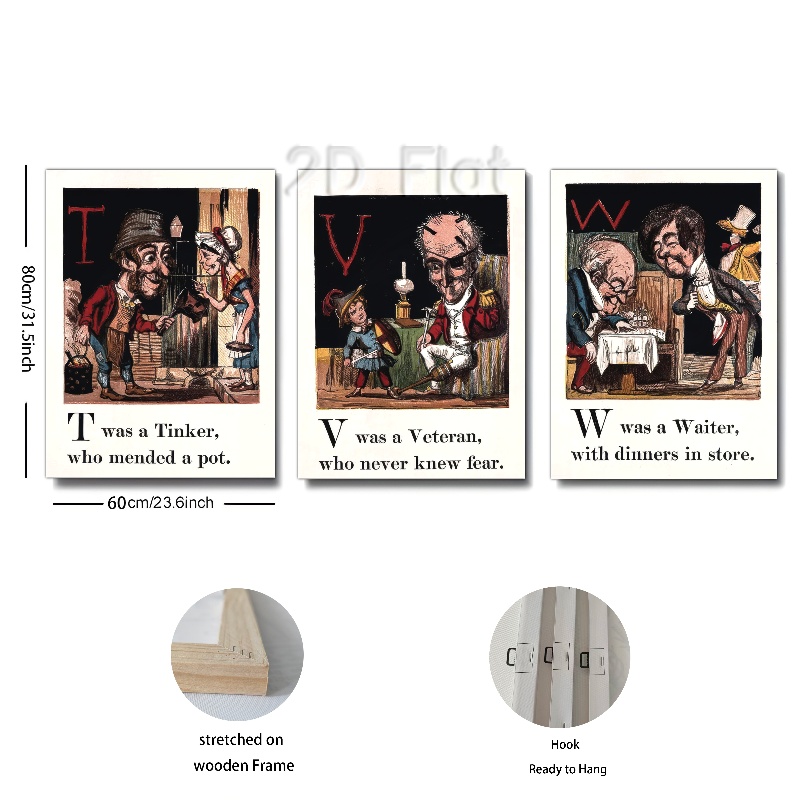 2D Flat
T
V
W
80cm/31.5inch
T was a Tinker,
who mended a pot.
V was a Veteran,
who never knew fear.
W was a Waiter,
with dinners in store.
60cm/23.6inch
stretched on
wooden Frame
Hook
Ready to Hang